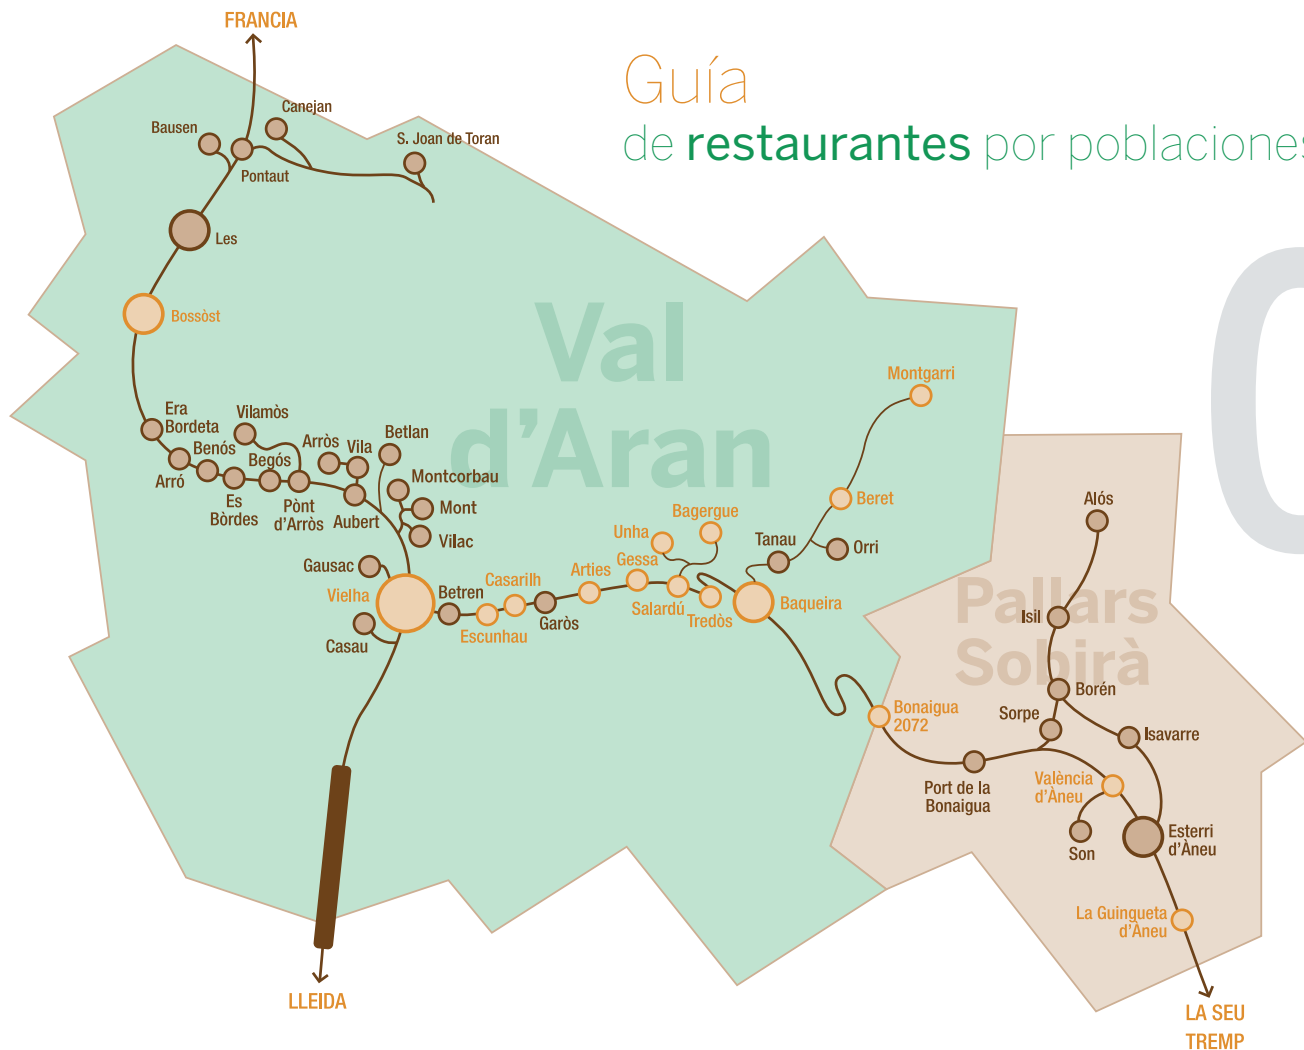 FRANCIA
Guía
de restaurantes por poblaciones
Canejan
Bausen
S. Joan de Toran
Pontaut
Les
Bossòst
Val
d'Aran
Montgarri
Era
Bordeta
Vilamòs
Arròs
Vila
Betlan
Benós
Begós
Montcorbau
Arró
Es
Bòrdes
Pònt
d'Arròs
Aubert
Mont
Vilac
Beret
Alós
Unha
Bagergue
Tanau
Orri
Gausac
Vielha
Betren
Casarilh
Arties
Gessa
Salardú
Tredòs
Baqueira
Casau
Escunhau
Garòs
Pallars
Sobirà
Isil
Borén
Sorpe
Isavarre
Bonaigua
2072
Port de la
Bonaigua
València
d'Àneu
Son
Esterri
d'Àneu
La Guingueta
d'Àneu
LLEIDA
LA SEU
TREMP